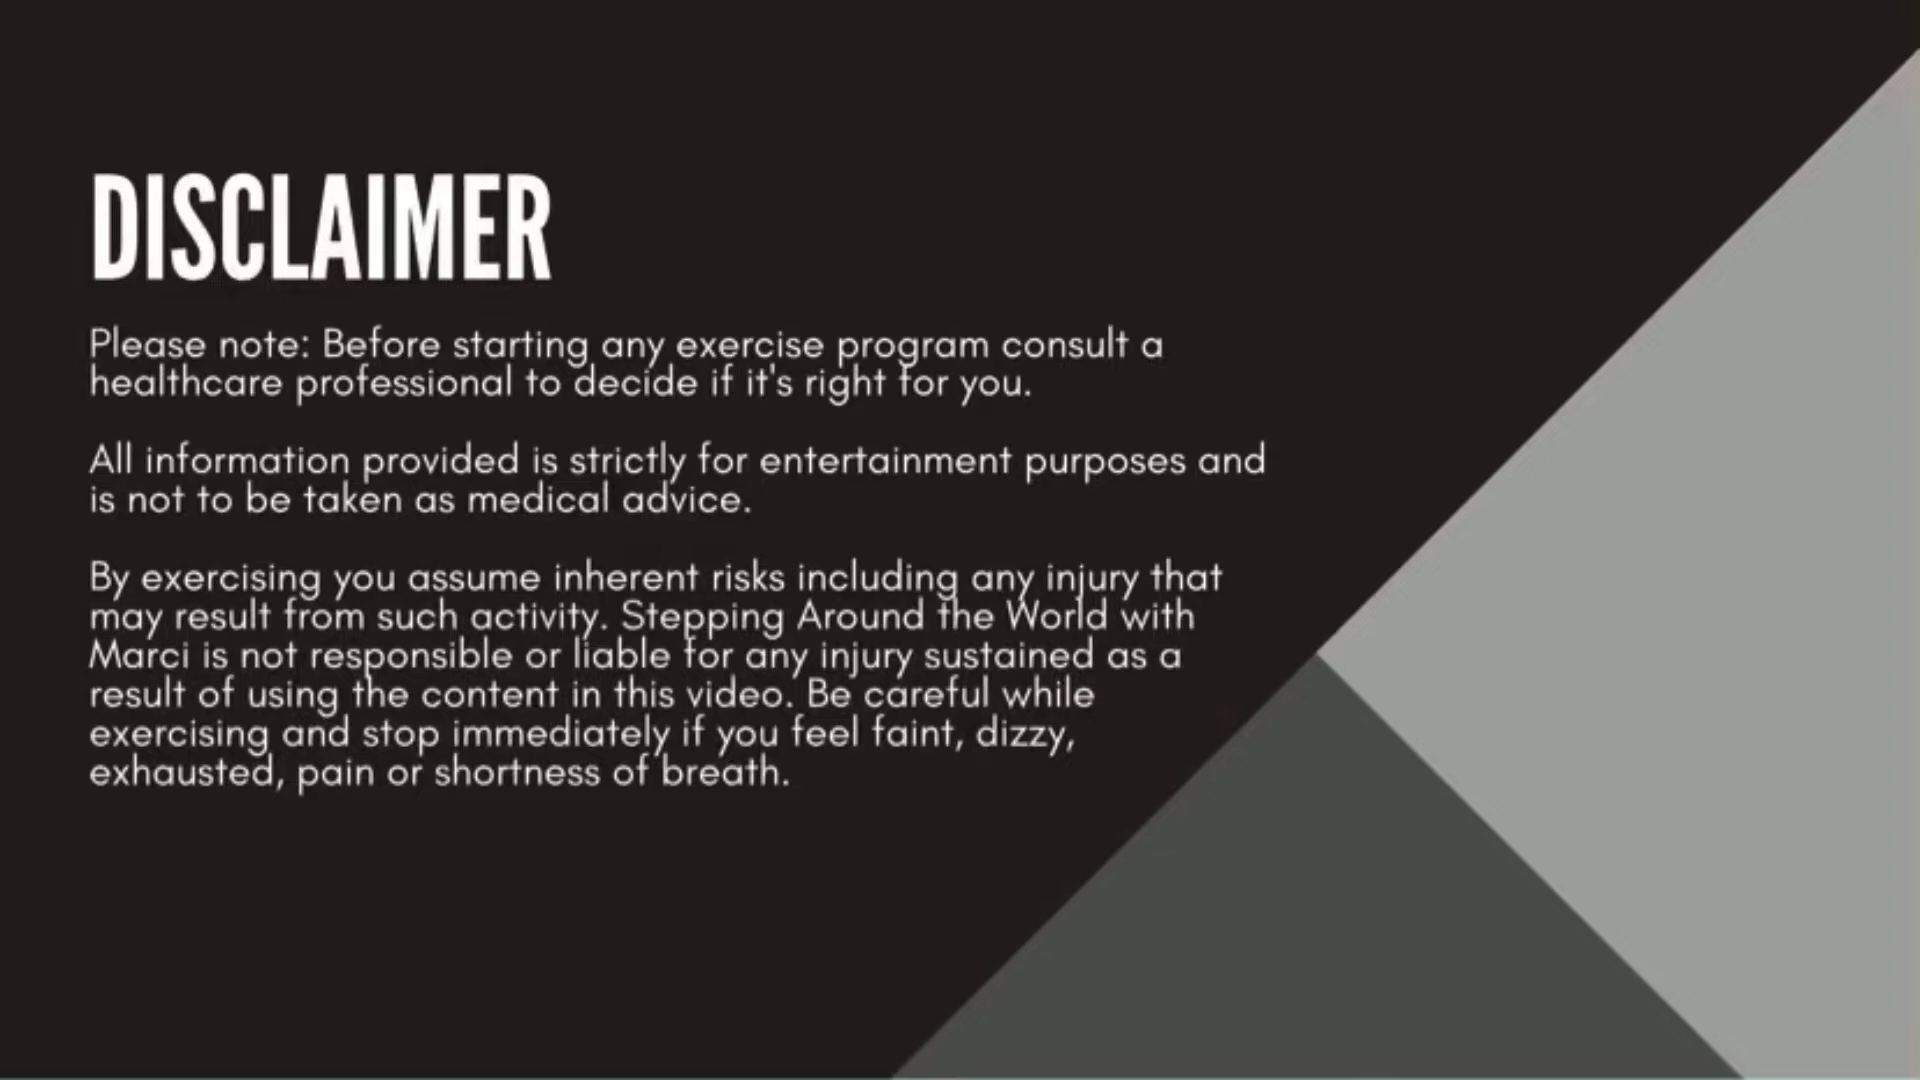 DISCLAIMER
Please note: Before starting any exercise program consult a
healthcare professional to decide if it's right for you.
All information provided is strictly for entertainment purposes and
is not to be taken as medical advice.
By exercising you assume inherent risks including any injury that
may result from such activity. Stepping Around the World with
Marci is not responsible or liable for any injury sustained as a
result of using the content in this video. Be careful while
exercising and stop immediately if you feel faint, dizzy,
exhausted, pain or shortness of breath.